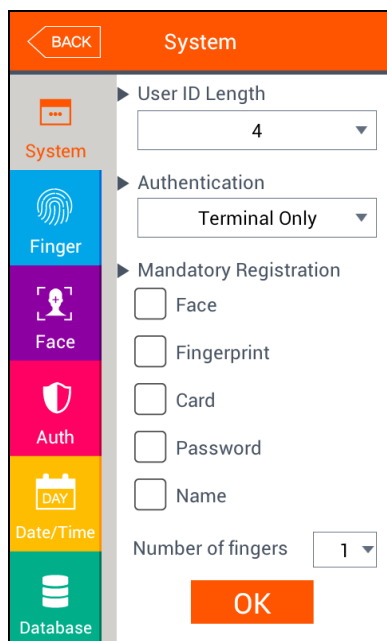 BACK
System
System
Finger
Face
Auth
DAY
Date/Time
Database
User ID Length
4
Authentication
Terminal Only
Mandatory Registration
Face
Fingerprint
Card
Password
Name
Number of fingers 1
OK